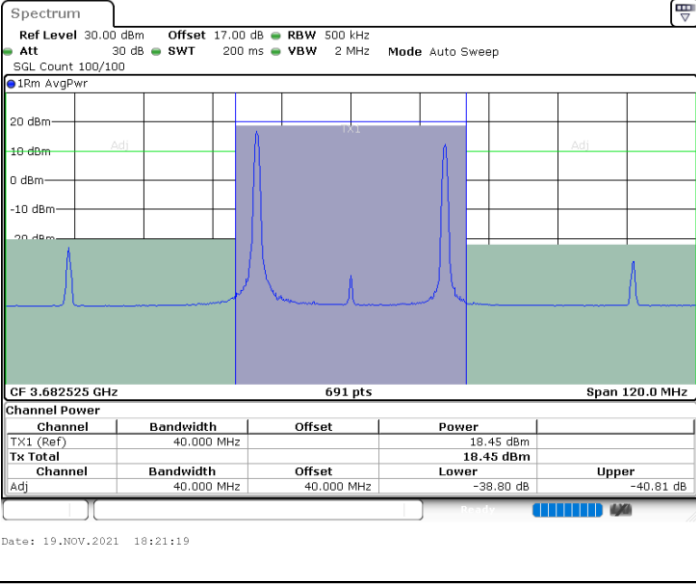 Spectrum
Ref Level 30.00 dBm Offset 17.00 dB RBW 500 kHz
Att 30 dB SWT 200 ms VBW 2 MHz Mode Auto Sweep
SGL Count 100/100
1Rm AvgPwr
20 dBm
TX1
10 dBm
Adj
Adj
0 dBm
-10 dBm
-20 dBm
CF 3.682525 GHz 691 pts Span 120.0 MHz
Channel Power
Channel Bandwidth Offset Power
TX1 (Ref) 40.000 MHz 18.45 dBm
Tx Total 18.45 dBm
Channel Bandwidth Offset Lower Upper
Adj 40.000 MHz 40.000 MHz -38.80 dB -40.81 dB
Ready
Date: 19.NOV.2021 18:21:19